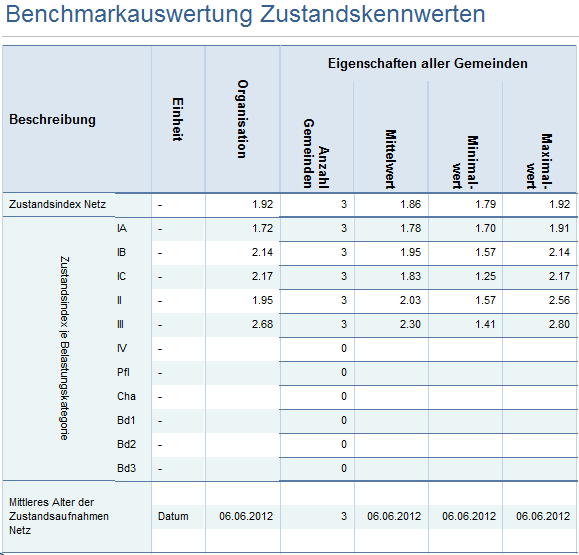 Benchmarkauswertung Zustandskennwerten
Eigenschaften aller Gemeinden
Beschreibung Einheit Organisation Anzahl Gemeinden Mittelwert Minimal-wert Maximal-wert
Zustandsindex Netz - 1.92 3 1.86 1.79 1.92
Zustandsindex je Belastungskategorie
IA - 1.72 3 1.78 1.70 1.91
IB - 2.14 3 1.95 1.57 2.14
IC - 2.17 3 1.83 1.25 2.17
II - 1.95 3 2.03 1.57 2.56
III - 2.68 3 2.30 1.41 2.80
IV - 0
Pfl - 0
Cha - 0
Bd1 - 0
Bd2 - 0
Bd3 - 0
Mittleres Alter der
Zustandsaufnahmen Datum 06.06.2012 3 06.06.2012 06.06.2012 06.06.2012
Netz